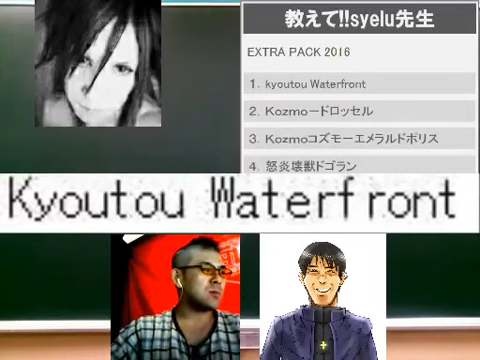 教えて!!syelu先生
EXTRA PACK 2016
1. kyoutou Waterfront
2. Kozmoードロッセル
3. Kozmoコズモーエメラルドポリス
4. 怒炎壊獣ドゴラン
Kyoutou Waterfront